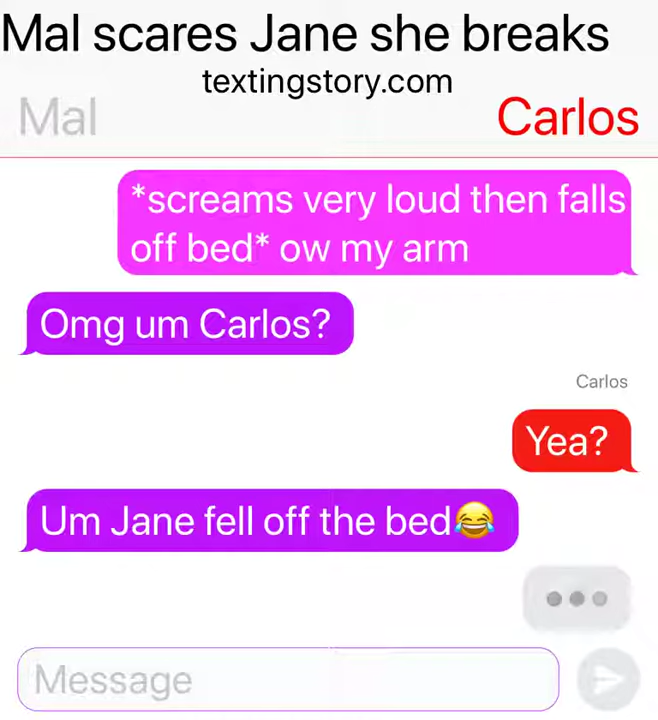 Mal scares Jane she breaks
textingstory.com
Mal
Carlos
*screams very loud then falls
off bed* ow my arm
Omg um Carlos?
Carlos
Yea?
Um Jane fell off the bed😂
Message